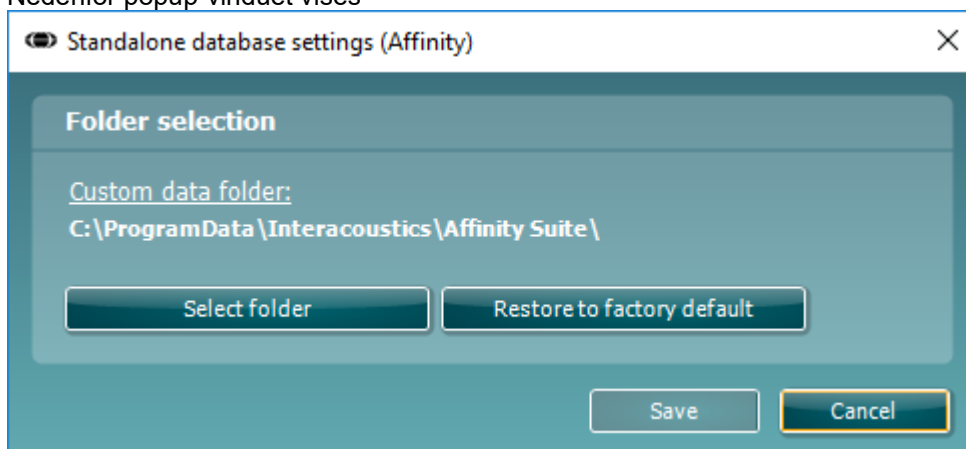 Nedenfor popup-vinduet vises
Standalone database settings (Affinity)
Folder selection
Custom data folder:
C:\ProgramData\Interacoustics\Affinity Suite\
Select folder
Restore to factory default
Save
Cancel